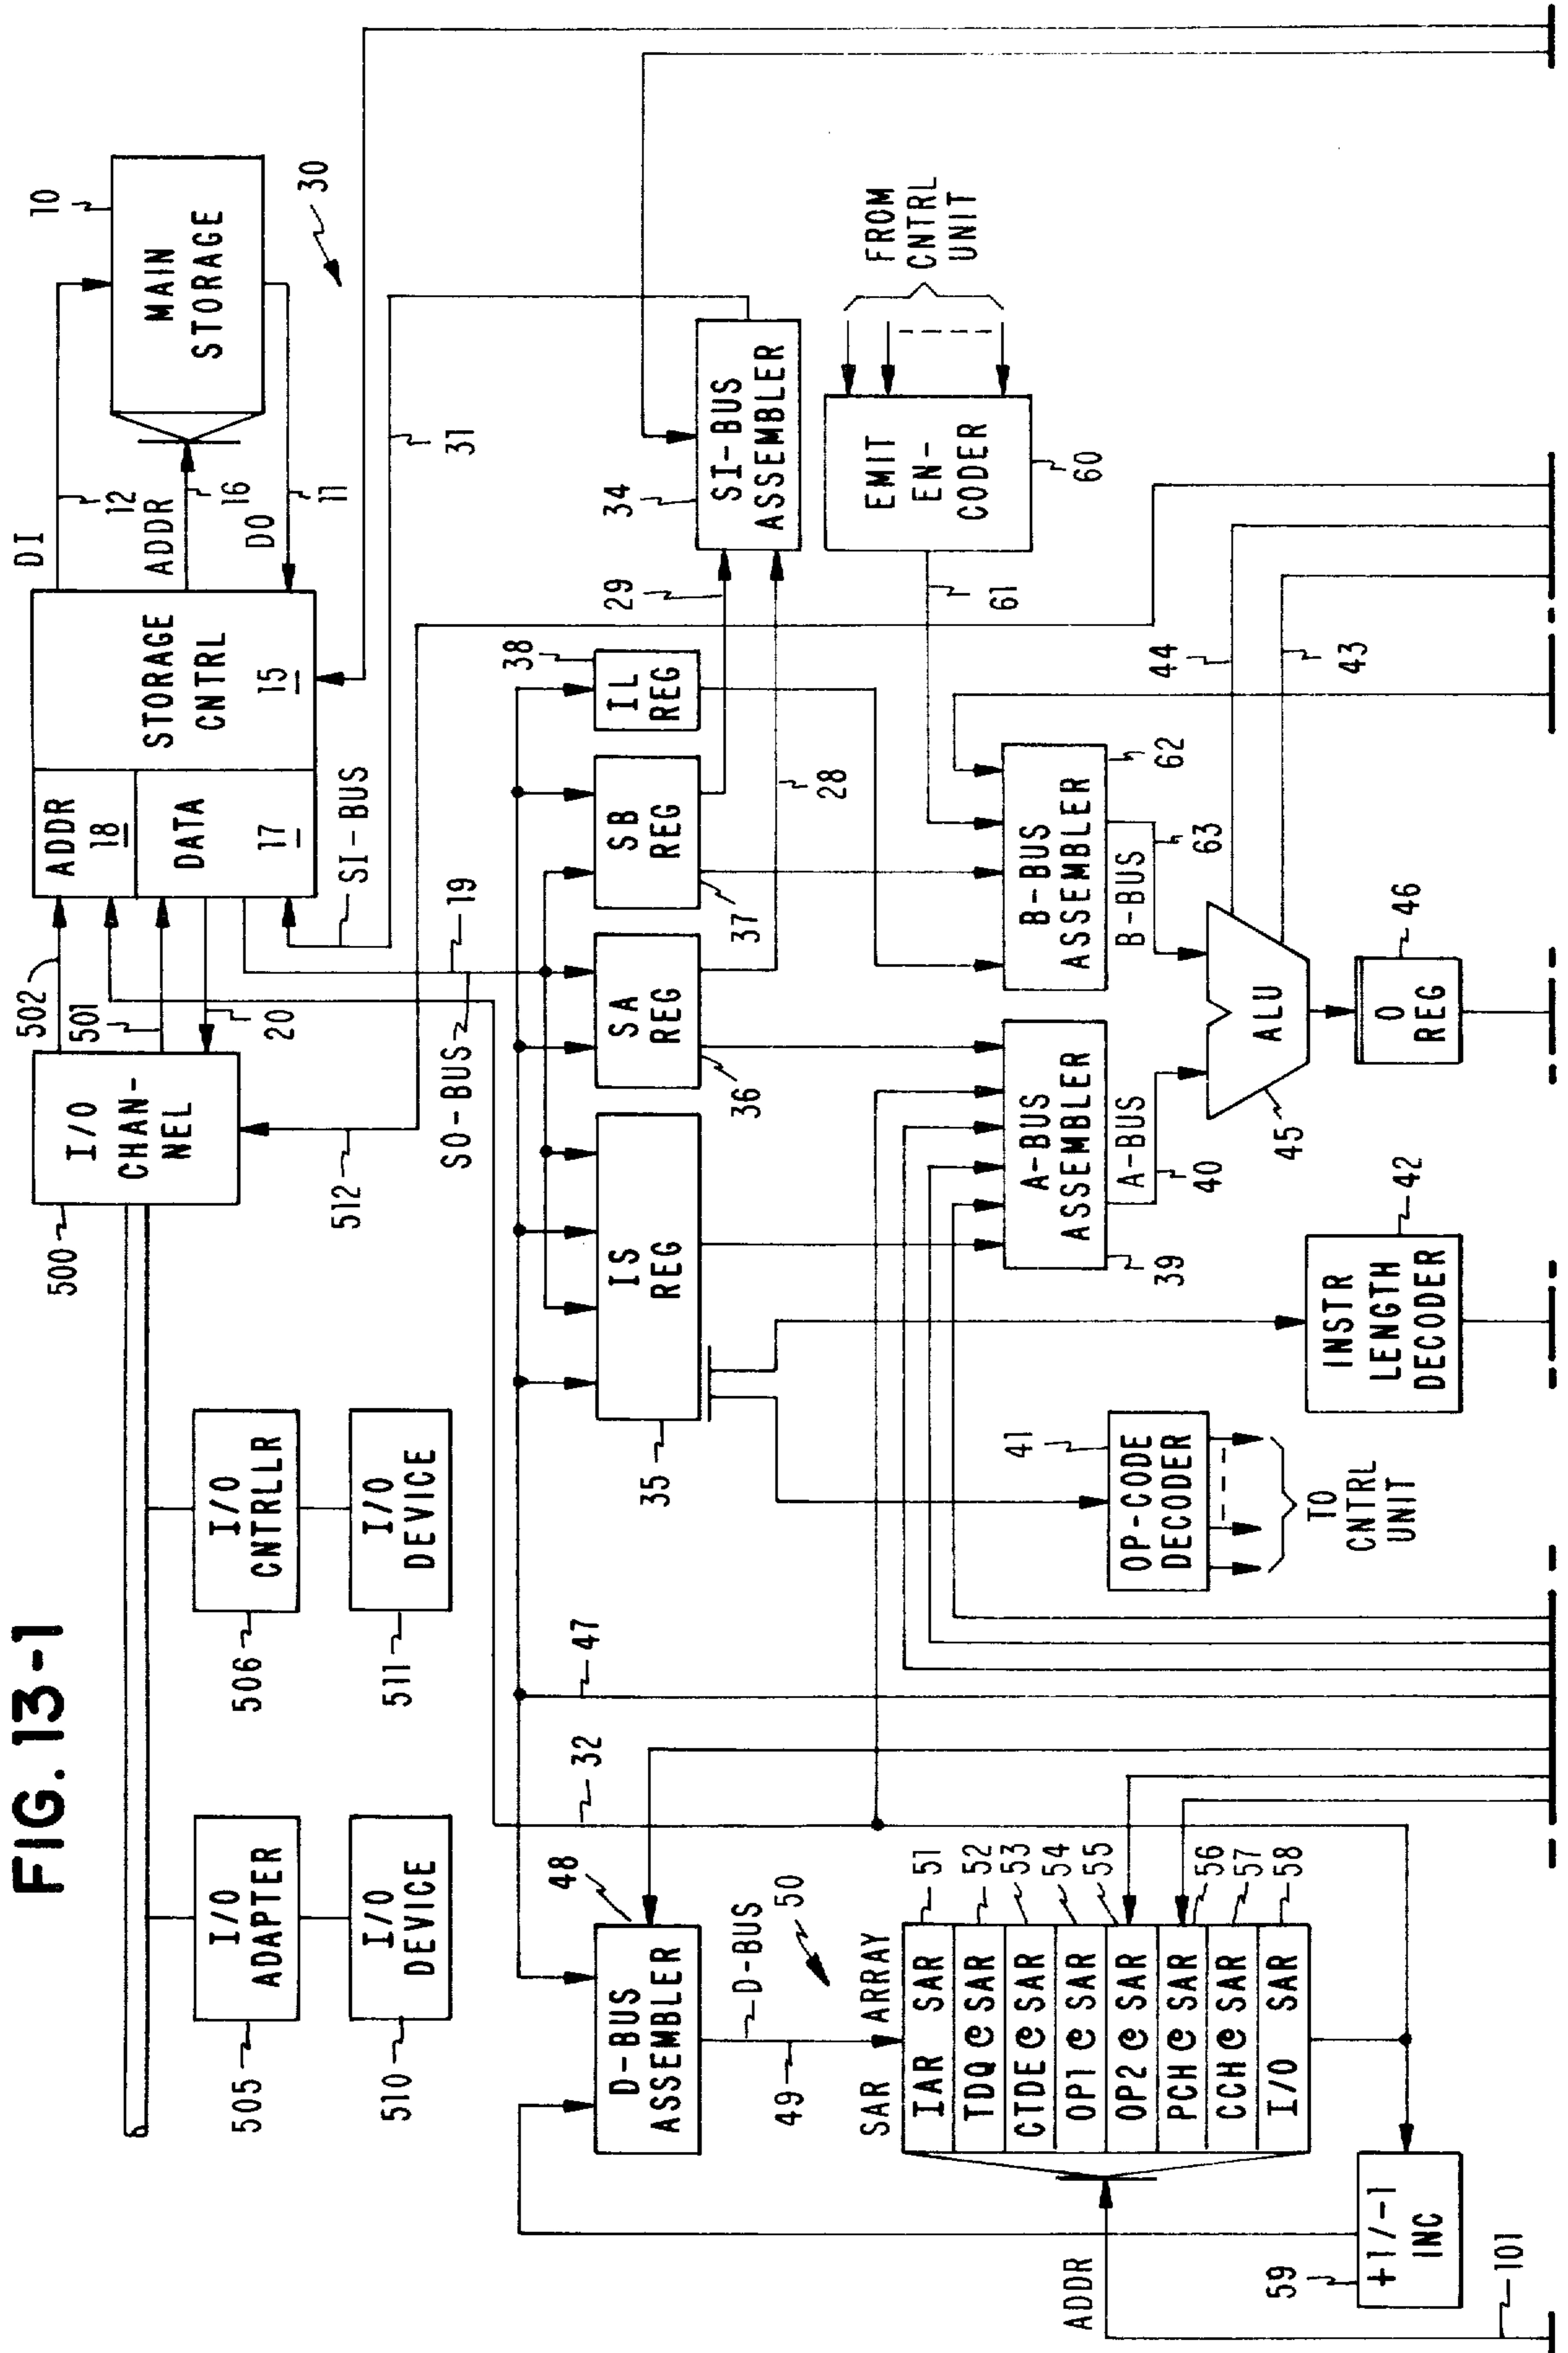 FIG. 13-1
500
I/O
CHAN-
NEL
502
501
20
512
505
I/O
ADAPTER
510
I/O
DEVICE
506
I/O
CNTRLLR
511
I/O
DEVICE
ADDR
18
DATA
17
STORAGE
CNTRL
15
DI
12
ADDR
16
DO
11
10
MAIN
STORAGE
30
SI-BUS
31
SO-BUS
19
32
47
48
D-BUS
ASSEMBLER
D-BUS
49
50
SAR ARRAY
IAR SAR
51
TDQ@SAR
52
CTDE@SAR
53
OP1@SAR
54
OP2@SAR
55
PCH@SAR
56
CCH@SAR
57
I/O SAR
58
ADDR
101
59
+1/-1
INC
35
IS
REG
36
SA
REG
37
SB
REG
38
IL
REG
29
28
34
SI-BUS
ASSEMBLER
EMIT
EN-
CODER
60
61
FROM
CNTRL
UNIT
41
OP-CODE
DECODER
TO
CNTRL
UNIT
INSTR
LENGTH
DECODER
42
39
A-BUS
ASSEMBLER
A-BUS
40
B-BUS
ASSEMBLER
62
B-BUS
63
45
ALU
44
43
O
REG
46